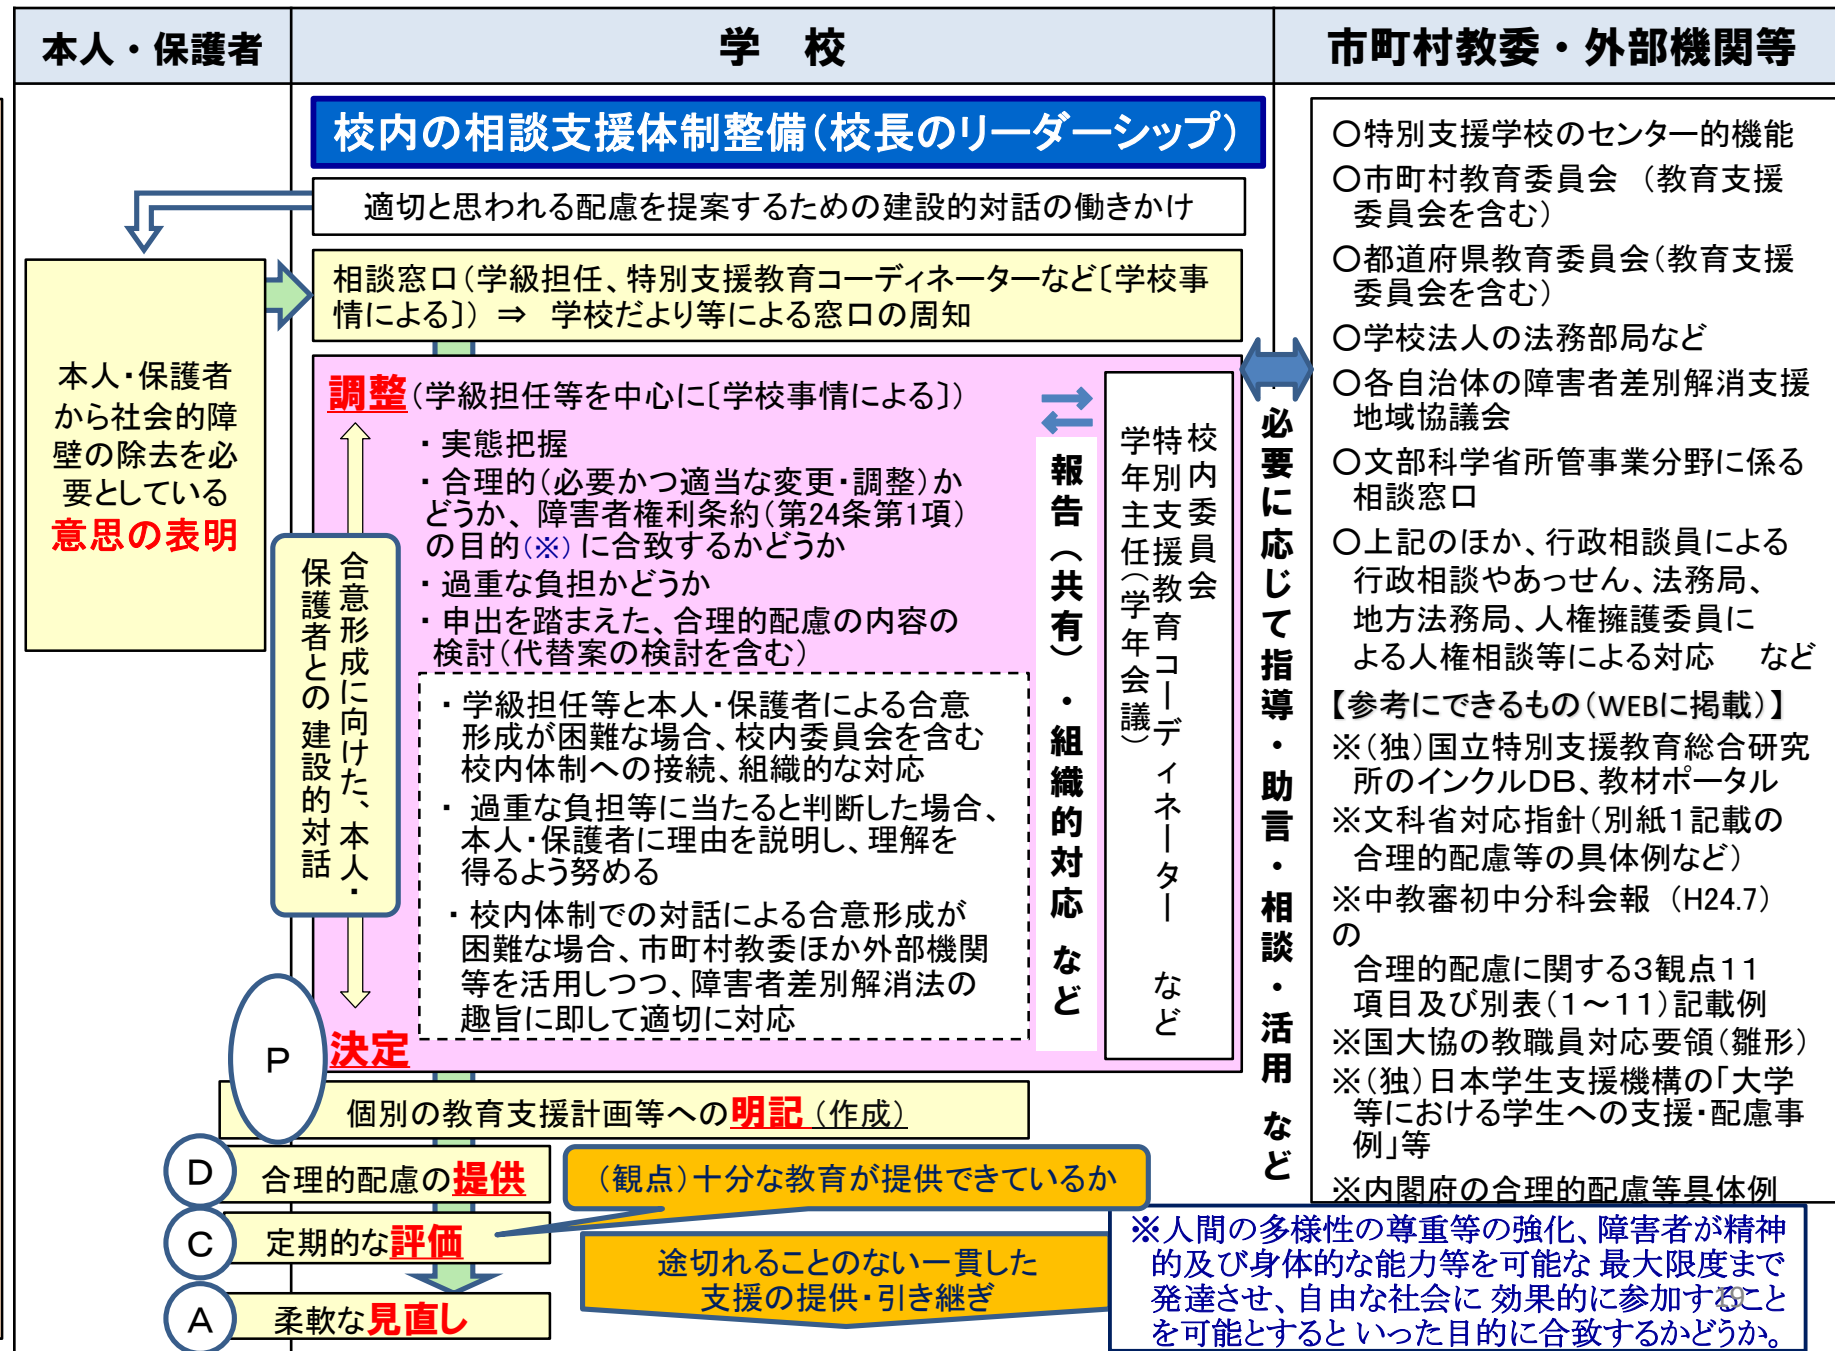 本人・保護者
学　校
市町村教委・外部機関等
校内の相談支援体制整備（校長のリーダーシップ）
適切と思われる配慮を提案するための建設的対話の働きかけ
本人・保護者
から社会的障
壁の除去を必
要としている
意思の表明
相談窓口（学級担任、特別支援教育コーディネーターなど〔学校事
情による〕） ⇒ 学校だより等による窓口の周知
調整（学級担任等を中心に〔学校事情による〕）
・実態把握
・合理的（必要かつ適当な変更・調整）か
どうか、障害者権利条約（第24条第1項）
の目的（※）に合致するかどうか
・過重な負担かどうか
・申出を踏まえた、合理的配慮の内容の
検討（代替案の検討を含む）
・学級担任等と本人・保護者による合意
形成が困難な場合、校内委員会を含む
校内体制への接続、組織的な対応
・過重な負担等に当たると判断した場合、
本人・保護者に理由を説明し、理解を
得るよう努める
・校内体制での対話による合意形成が
困難な場合、市町村教委ほか外部機関
等を活用しつつ、障害者差別解消法の
趣旨に即して適切に対応
決定
合意形成に向けた、本人・
保護者との建設的対話
報告（共有）・組織的対応 など
校内委員会
特別支援教育コーディネーター など
学年主任（学年会議）
必要に応じて指導・助言・相談・活用 など
P
個別の教育支援計画等への明記（作成）
D
合理的配慮の提供
（観点）十分な教育が提供できているか
C
定期的な評価
途切れることのない一貫した
支援の提供・引き継ぎ
A
柔軟な見直し
〇特別支援学校のセンター的機能
〇市町村教育委員会 （教育支援
委員会を含む）
〇都道府県教育委員会（教育支援
委員会を含む）
〇学校法人の法務部局など
〇各自治体の障害者差別解消支援
地域協議会
〇文部科学省所管事業分野に係る
相談窓口
〇上記のほか、行政相談員による
行政相談やあっせん、法務局、
地方法務局、人権擁護委員に
よる人権相談等による対応　など
【参考にできるもの（WEBに掲載）】
※（独）国立特別支援教育総合研究
所のインクルDB、教材ポータル
※文科省対応指針（別紙１記載の
合理的配慮等の具体例など）
※中教審初中分科会報 （H24.7）
の
合理的配慮に関する３観点１１
項目及び別表（１～１１）記載例
※国大協の教職員対応要領（雛形）
※（独）日本学生支援機構の「大学
等における学生への支援・配慮事
例」等
※内閣府の合理的配慮等具体例
※人間の多様性の尊重等の強化、障害者が精神
的及び身体的な能力等を可能な 最大限度まで
発達させ、自由な社会に 効果的に参加すること
を可能とすると いった目的に合致するかどうか。
19